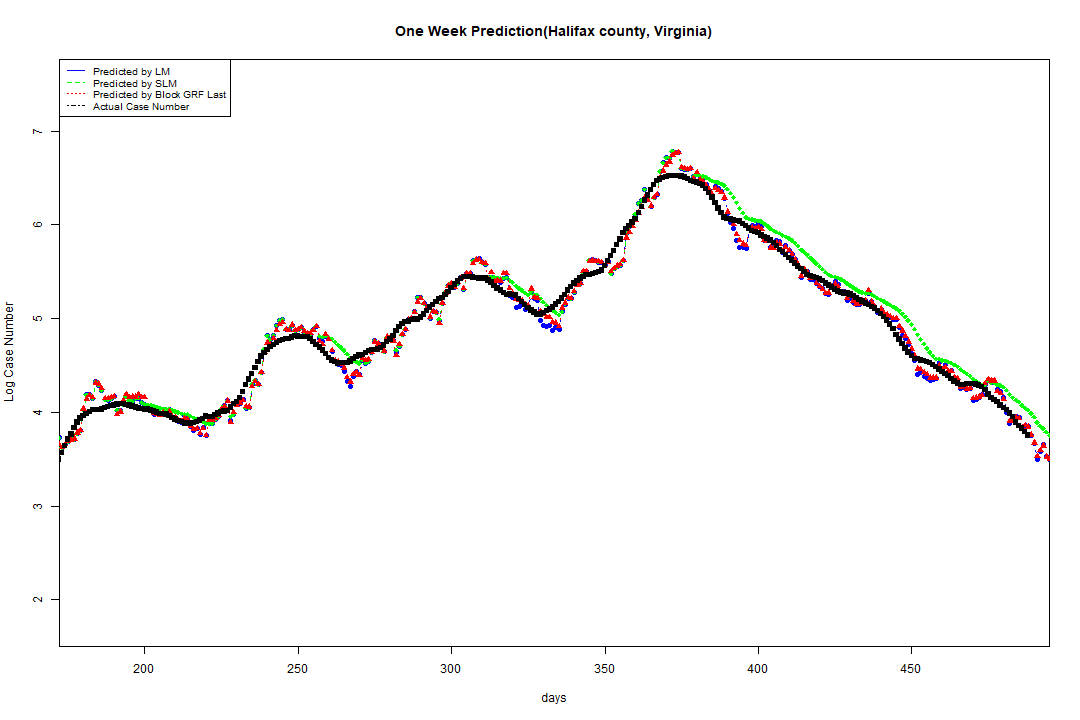 One Week Prediction(Halifax county, Virginia)
Predicted by LM
Predicted by SLM
Predicted by Block GRF Last
Actual Case Number
7
6
5
4
3
2
Log Case Number
200 250 300 350 400 450
days